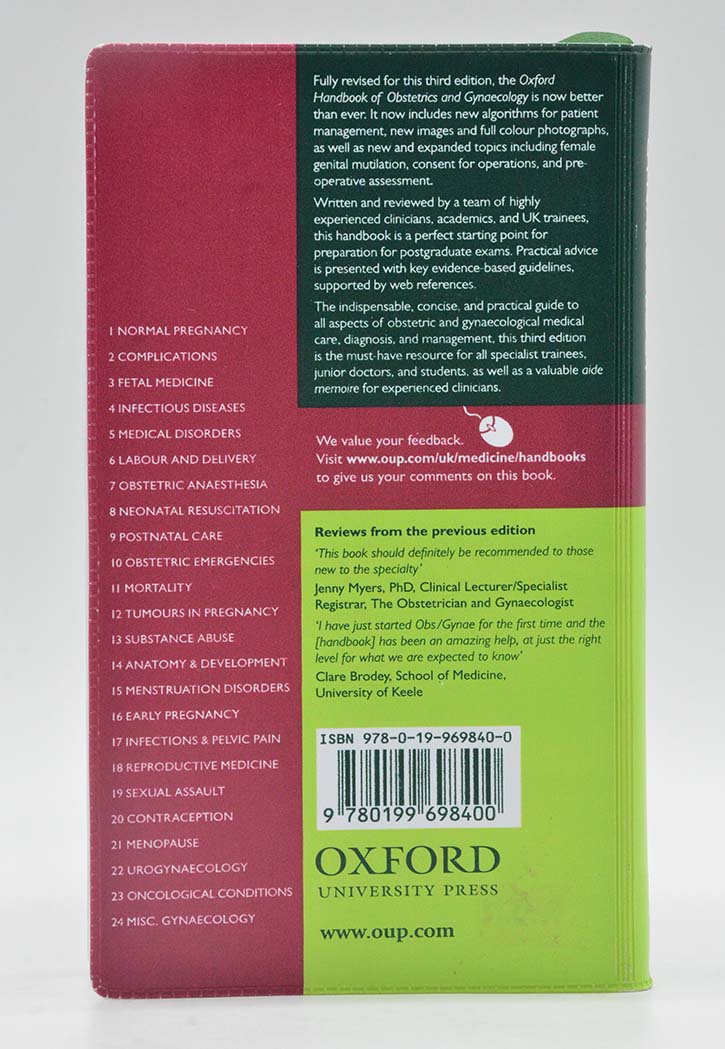 1 NORMAL PREGNANCY
2 COMPLICATIONS
3 FETAL MEDICINE
4 INFECTIOUS DISEASES
5 MEDICAL DISORDERS
6 LABOUR AND DELIVERY
7 OBSTETRIC ANAESTHESIA
8 NEONATAL RESUSCITATION
9 POSTNATAL CARE
10 OBSTETRIC EMERGENCIES
11 MORTALITY
12 TUMOURS IN PREGNANCY
13 SUBSTANCE ABUSE
14 ANATOMY & DEVELOPMENT
15 MENSTRUATION DISORDERS
16 EARLY PREGNANCY
17 INFECTIONS & PELVIC PAIN
18 REPRODUCTIVE MEDICINE
19 SEXUAL ASSAULT
20 CONTRACEPTION
21 MENOPAUSE
22 UROGYNAECOLOGY
23 ONCOLOGICAL CONDITIONS
24 MISC. GYNAECOLOGY
Fully revised for this third edition, the Oxford
Handbook of Obstetrics and Gynaecology is now better
than ever. It now includes new algorithms for patient
management, new images and full colour photographs,
as well as new and expanded topics including female
genital mutilation, consent for operations, and pre-
operative assessment.
Written and reviewed by a team of highly
experienced clinicians, academics, and UK trainees,
this handbook is a perfect starting point for
preparation for postgraduate exams. Practical advice
is presented with key evidence-based guidelines,
supported by web references.
The indispensable, concise, and practical guide to
all aspects of obstetric and gynaecological medical
care, diagnosis, and management, this third edition
is the must-have resource for all specialist trainees,
junior doctors, and students, as well as a valuable aide
memoire for experienced clinicians.
We value your feedback.
Visit www.oup.com/uk/medicine/handbooks
to give us your comments on this book.
Reviews from the previous edition
'This book should definitely be recommended to those
new to the specialty'
Jenny Myers, PhD, Clinical Lecturer/Specialist
Registrar, The Obstetrician and Gynaecologist
'I have just started Obs/Gynae for the first time and the
[handbook] has been an amazing help, at just the right
level for what we are expected to know'
Clare Brodey, School of Medicine,
University of Keele
ISBN 978-0-19-969840-0
9 780199 698400
OXFORD
UNIVERSITY PRESS
www.oup.com